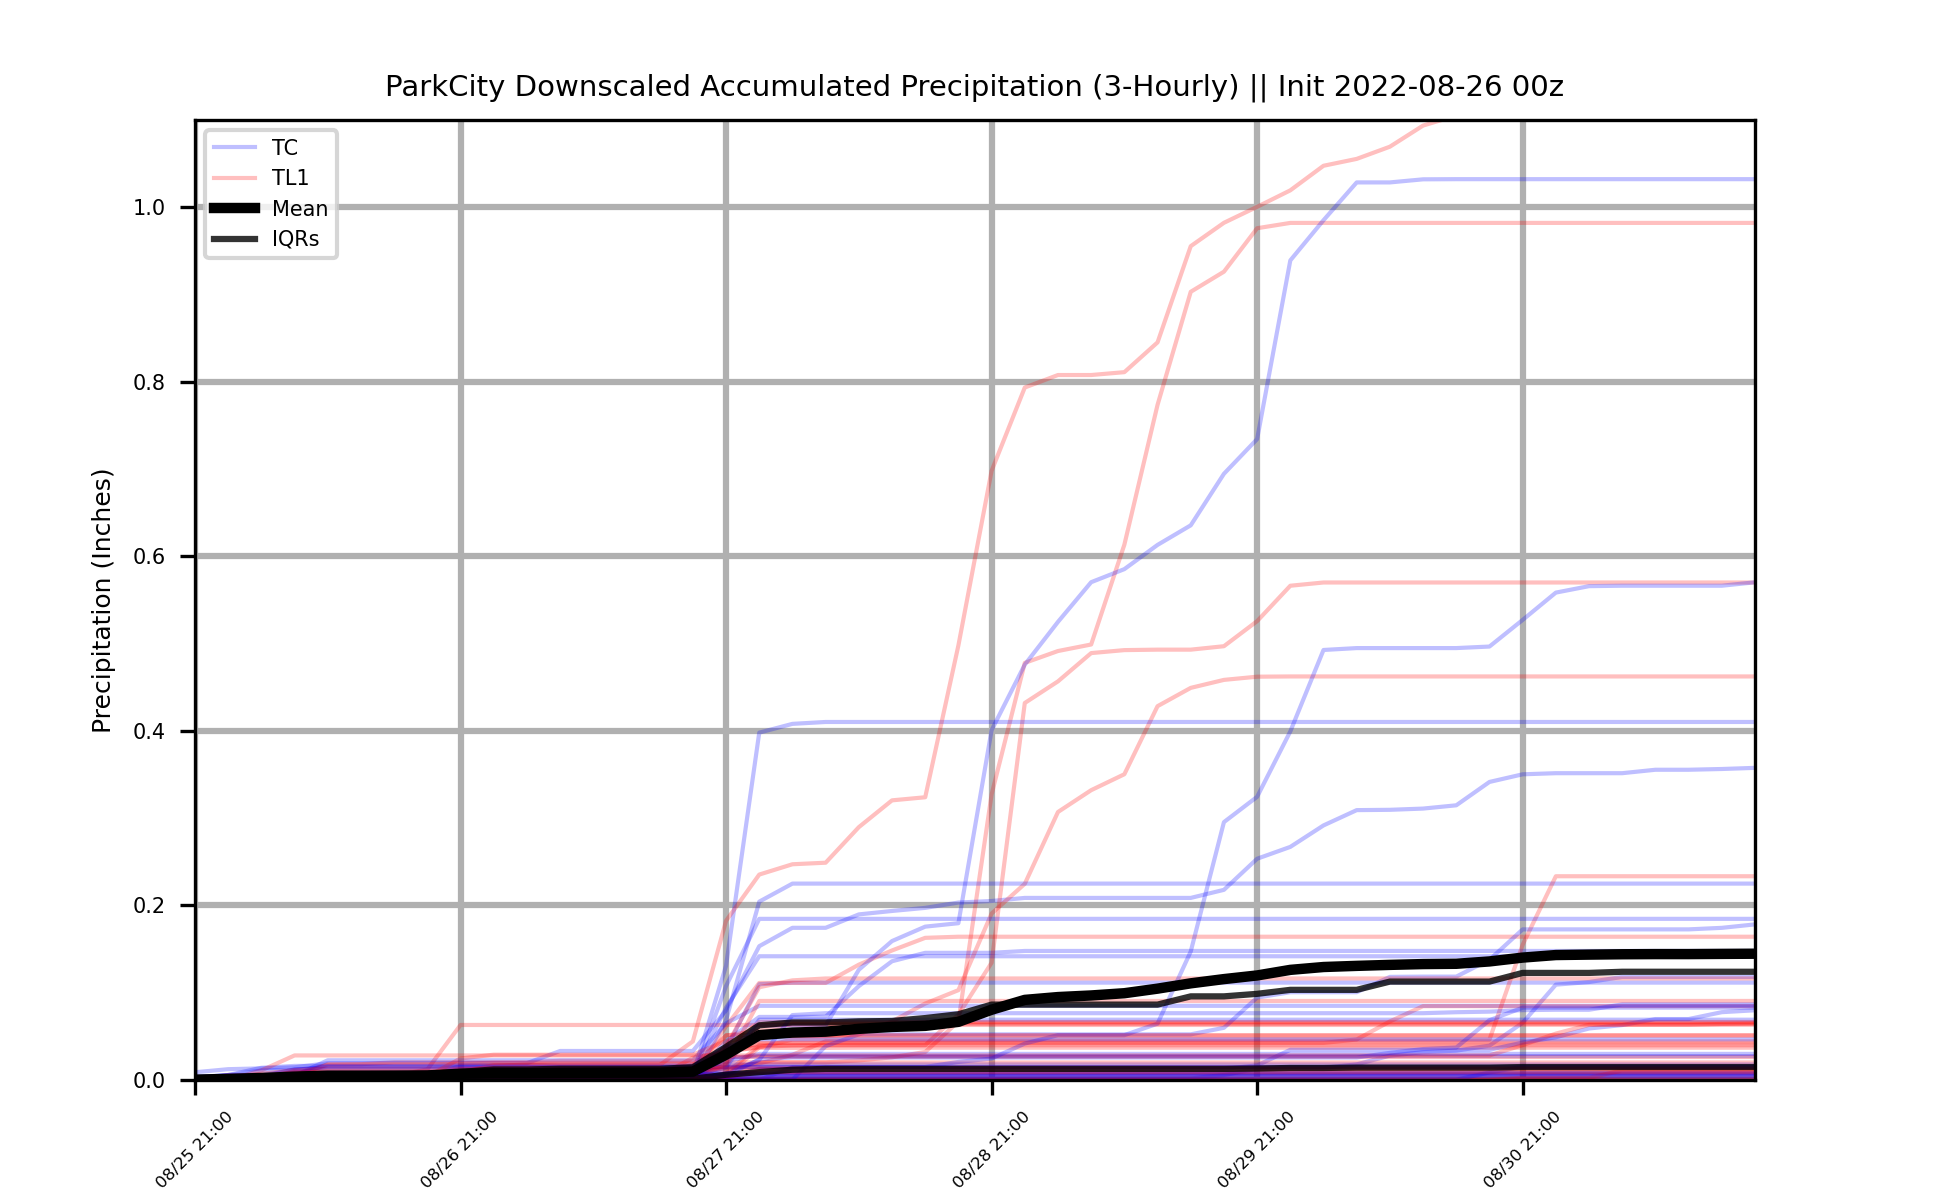 ParkCity Downscaled Accumulated Precipitation (3-Hourly) || Init 2022-08-26 00z
TC
TL1
Mean
IQRs
Precipitation (Inches)
1.0
0.8
0.6
0.4
0.2
0.0
08/25 21:00
08/26 21:00
08/27 21:00
08/28 21:00
08/29 21:00
08/30 21:00